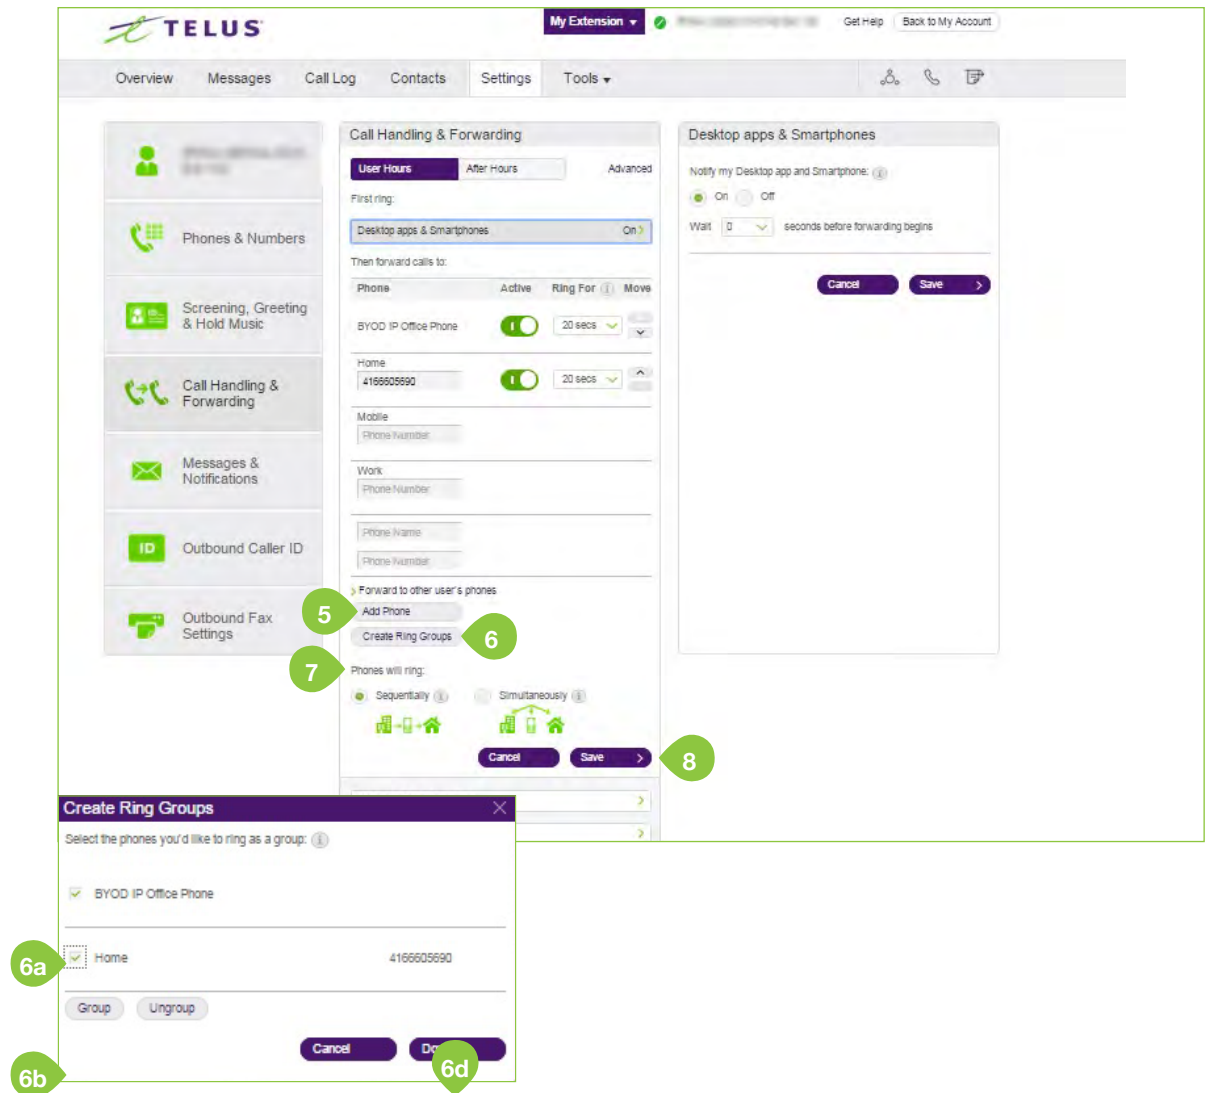 TELUS
My Extension
Get Help
Back to My Account
Overview Messages Call Log Contacts Settings Tools
Call Handling & Forwarding
User Hours After Hours Advanced
First ring:
Desktop apps & Smartphones On
Then forward calls to:
Phone Active Ring For Move
BYOD IP Office Phone 20 secs
Home
4166605690 20 secs
Mobile
Phone Number
Work
Phone Number
Phone Name
Phone Number
Forward to other user's phones
5 Add Phone
Create Ring Groups 6
7 Phones will ring:
Sequentially Simultaneously
Cancel Save 8
Phones & Numbers
Screening, Greeting
& Hold Music
Call Handling &
Forwarding
Messages &
Notifications
ID Outbound Caller ID
Outbound Fax
Settings
Desktop apps & Smartphones
Notify my Desktop app and Smartphone:
On Off
Wait 0 seconds before forwarding begins
Cancel Save
Create Ring Groups
Select the phones you'd like to ring as a group:
BYOD IP Office Phone
6a Home 4166605690
Group Ungroup
Cancel
6b
6d